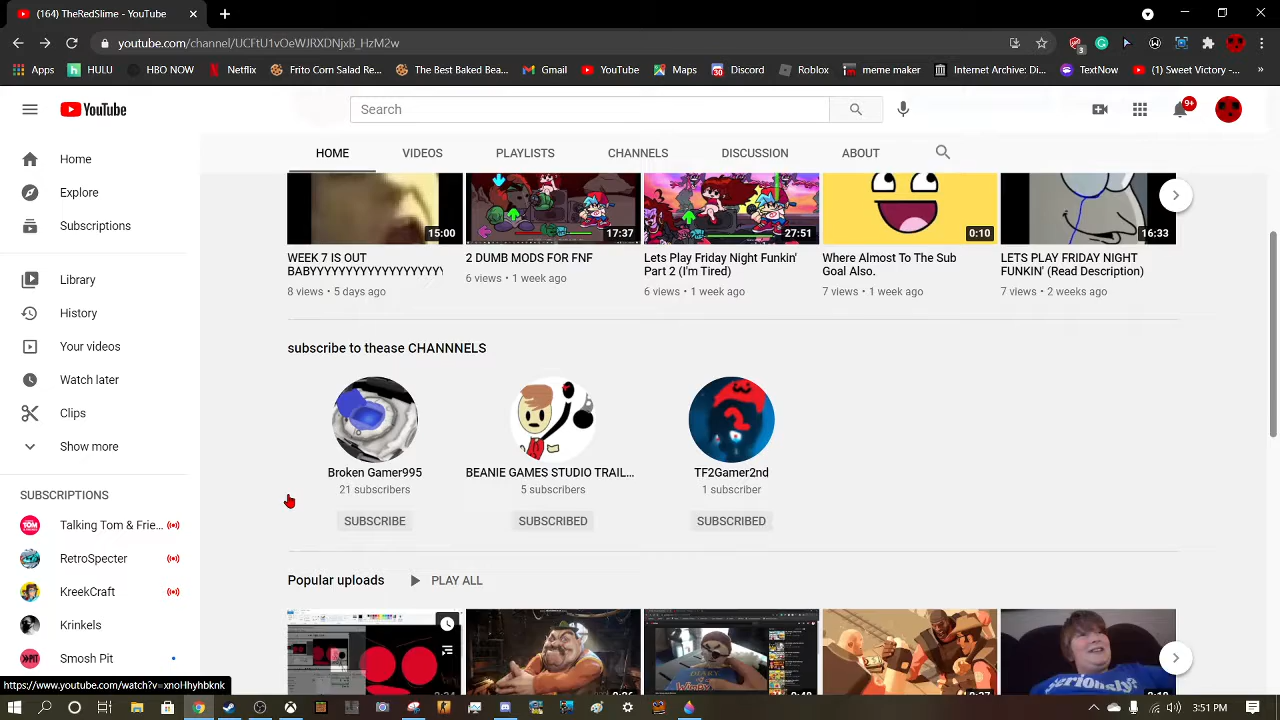 (164) TheRedSlime - YouTube
youtube.com/channel/UCFtU1vOeWJRXDNjxB_HzM2w
3
Apps HULU HBO NOW Netflix Frito Corn Salad Re... The Best Baked Bea... Gmail YouTube Maps 30 Discord Roblox meme maker Internet Archive: Di... TextNow (1) Sweet Victory -...
YouTube
Search
9+
HOME VIDEOS PLAYLISTS CHANNELS DISCUSSION ABOUT
Home
Explore
Subscriptions
Library
History
Your videos
Watch later
Clips
Show more
SUBSCRIPTIONS
Talking Tom & Frie...
RetroSpecter
KreekCraft
Krinkels
Smosh Pit
15:00 17:37 27:51 0:10 16:33
WEEK 7 IS OUT
BABYYYYYYYYYYYYYYYYYYY
8 views • 5 days ago
2 DUMB MODS FOR FNF
6 views • 1 week ago
Lets Play Friday Night Funkin'
Part 2 (I'm Tired)
6 views • 1 week ago
Where Almost To The Sub
Goal Also.
7 views • 1 week ago
LETS PLAY FRIDAY NIGHT
FUNKIN' (Read Description)
7 views • 2 weeks ago
subscribe to thease CHANNNELS
Broken Gamer995
21 subscribers
SUBSCRIBE
BEANIE GAMES STUDIO TRAIL...
5 subscribers
SUBSCRIBED
TF2Gamer2nd
1 subscriber
SUBSCRIBED
Popular uploads PLAY ALL
3:51 PM